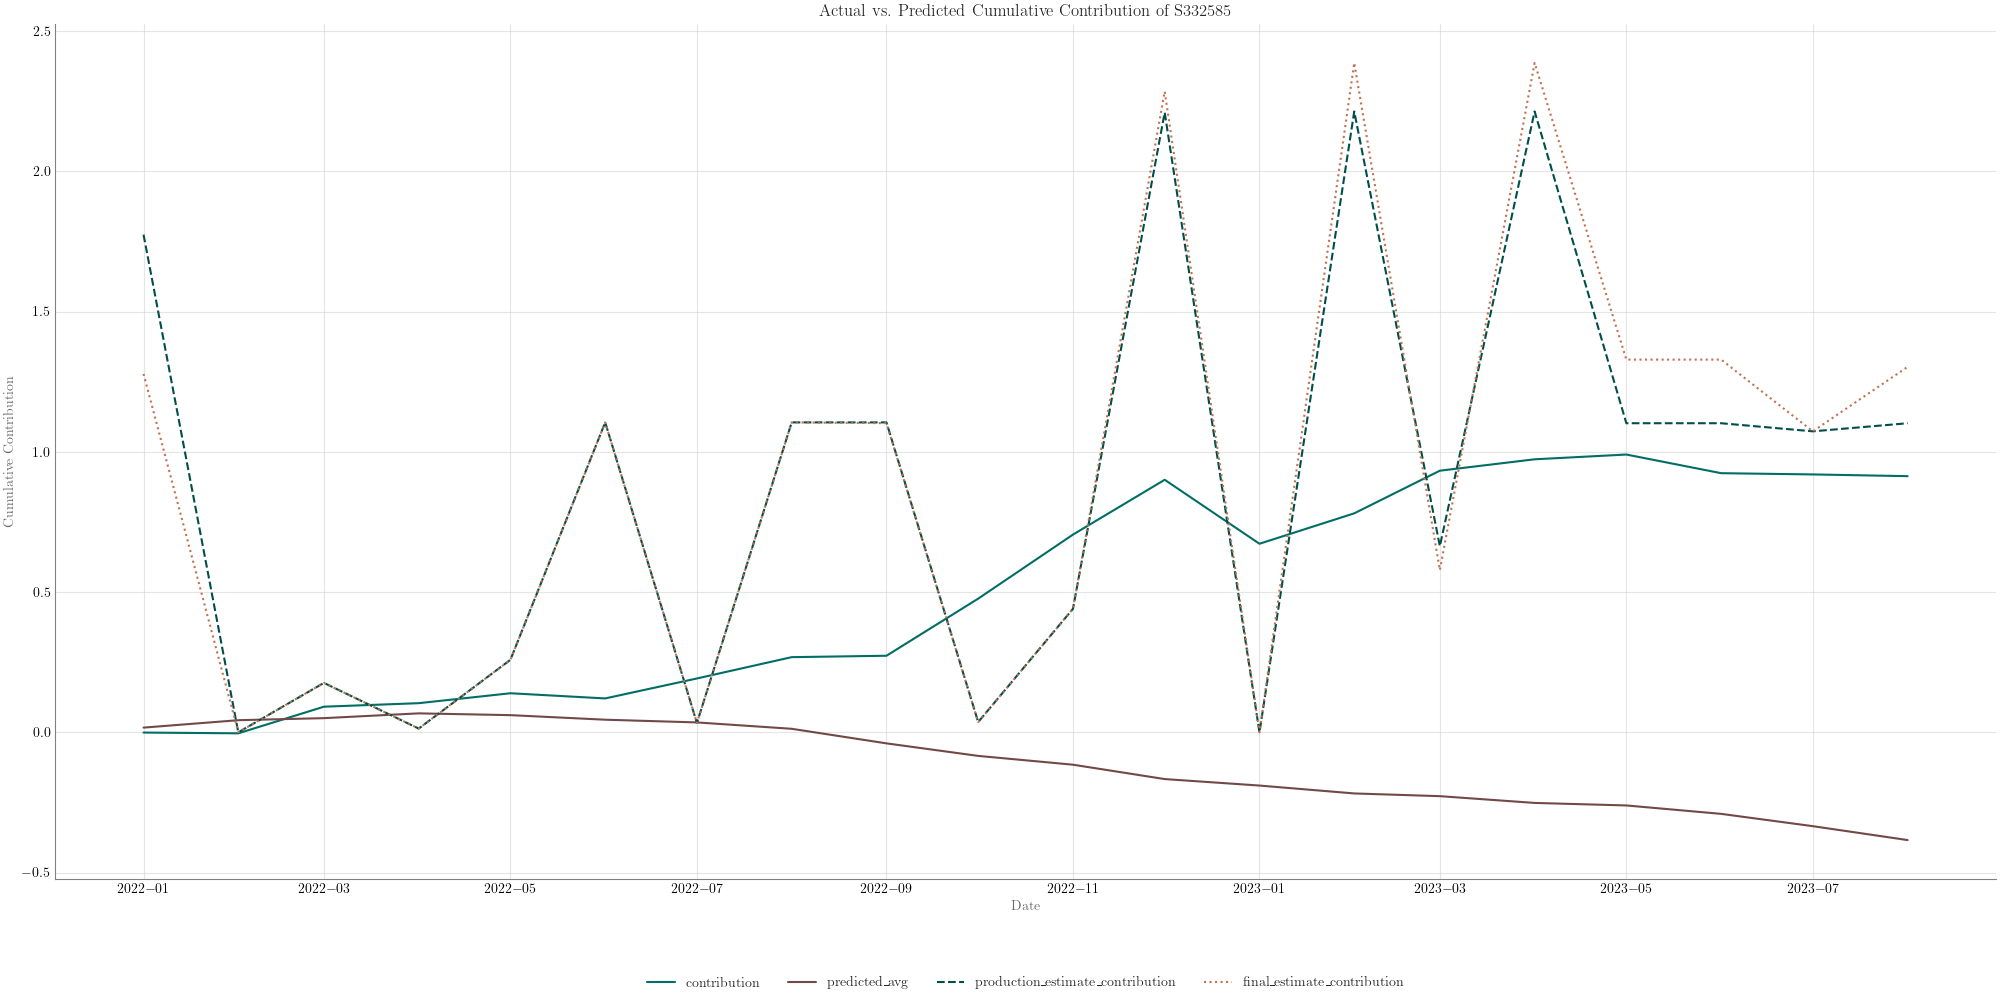 Actual vs. Predicted Cumulative Contribution of S332585
Cumulative Contribution
2.5
2.0
1.5
1.0
0.5
0.0
−0.5
2022−01 2022−03 2022−05 2022−07 2022−09 2022−11 2023−01 2023−03 2023−05 2023−07
Date
contribution predicted_avg production_estimate_contribution final_estimate_contribution